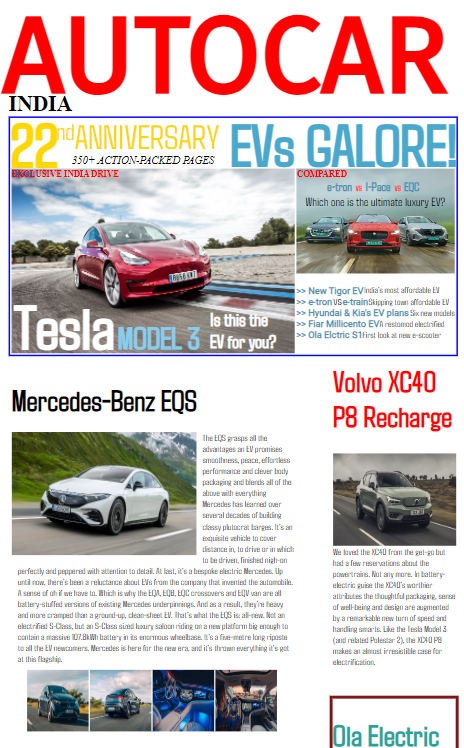 AUTOCAR
INDIA
22nd ANNIVERSARY
350+ ACTION-PACKED PAGES
EVs GALORE!
EXCLUSIVE INDIA DRIVE
Tesla MODEL 3
Is this the
EV for you?
COMPARED
e-tron vs I-Pace vs EQC
Which one is the ultimate luxury EV?
>> New Tigor EV India's most affordable EV
>> e-tron VS e-train Skipping town affordable EV
>> Hyundai & Kia's EV plans Six new models
>> Fiar Millicento EV A restomod electrified
>> Ola Elctric S1 First look at new e-scooter
Mercedes-Benz EQS
The EQS grasps all the
advantages an EV promises
smoothness, peace, effortless
performance and clever body
packaging and blends all of the
above with everything
Mercedes has learned over
several decades of building
classy plutocrat barges. It's an
exquisite vehicle to cover
distance in, to drive or in which
to be driven, finished nigh-on
perfectly and peppered with attention to detail. At last, it's a bespoke electric Mercedes. Up
until now, there's been a reluctance about EVs from the company that invented the automobile.
A sense of oh if we have to. Which is why the EQA, EQB, EQC crossovers and EQV van are all
battery-stuffed versions of existing Mercedes underpinnings. And as a result, they're heavy
and more cramped than a ground-up, clean-sheet EV. That's what the EQS is all-new. Not an
electrified S-Class, but an S-Class sized luxury saloon riding on a new platform big enough to
contain a massive 107.8kWh battery in its enormous wheelbase. It's a five-metre long riposte
to all the EV newcomers. Mercedes is here for the new era, and it's thrown everything it's got
at this flagship.
Volvo XC40
P8 Recharge
We loved the XC40 from the get-go but
had a few reservations about the
powertrains. Not any more. In battery-
electric guise the XC40's worthier
attributes the thoughtful packaging, sense
of well-being and design are augmented
by a remarkable new turn of speed and
handling smarts. Like the Tesla Model 3
(and related Polestar 2), the XC40 P8
makes an almost irresistible case for
electrification.
Ola Electric